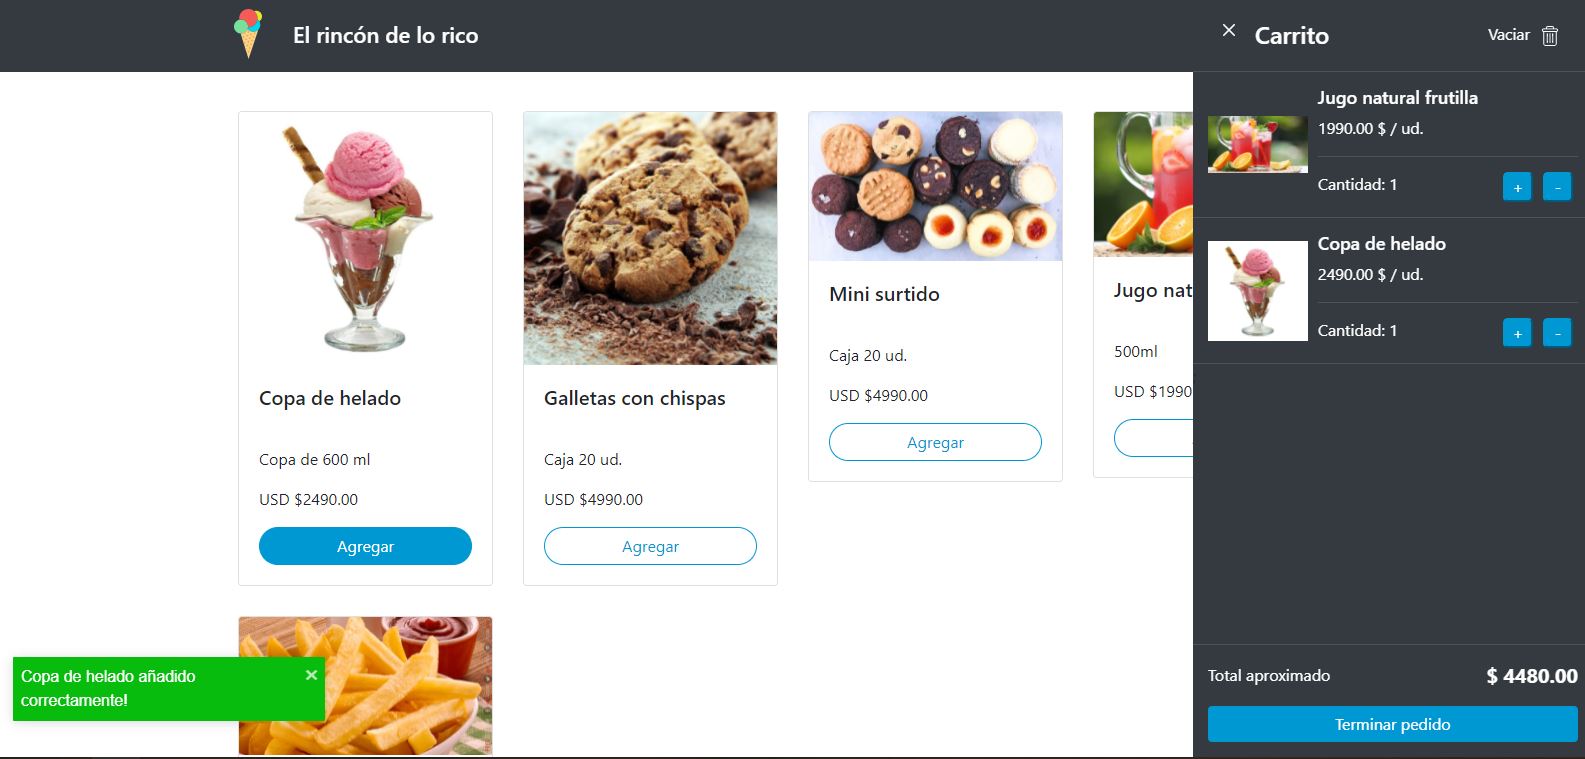 El rincón de lo rico
Copa de helado
Copa de 600 ml
USD $2490.00
Agregar
Galletas con chispas
Caja 20 ud.
USD $4990.00
Agregar
Mini surtido
Caja 20 ud.
USD $4990.00
Agregar
Jugo nat
500ml
USD $1990
Copa de helado añadido
correctamente!
×
× Carrito Vaciar
Jugo natural frutilla
1990.00 $ / ud.
Cantidad: 1 + -
Copa de helado
2490.00 $ / ud.
Cantidad: 1 + -
Total aproximado $ 4480.00
Terminar pedido